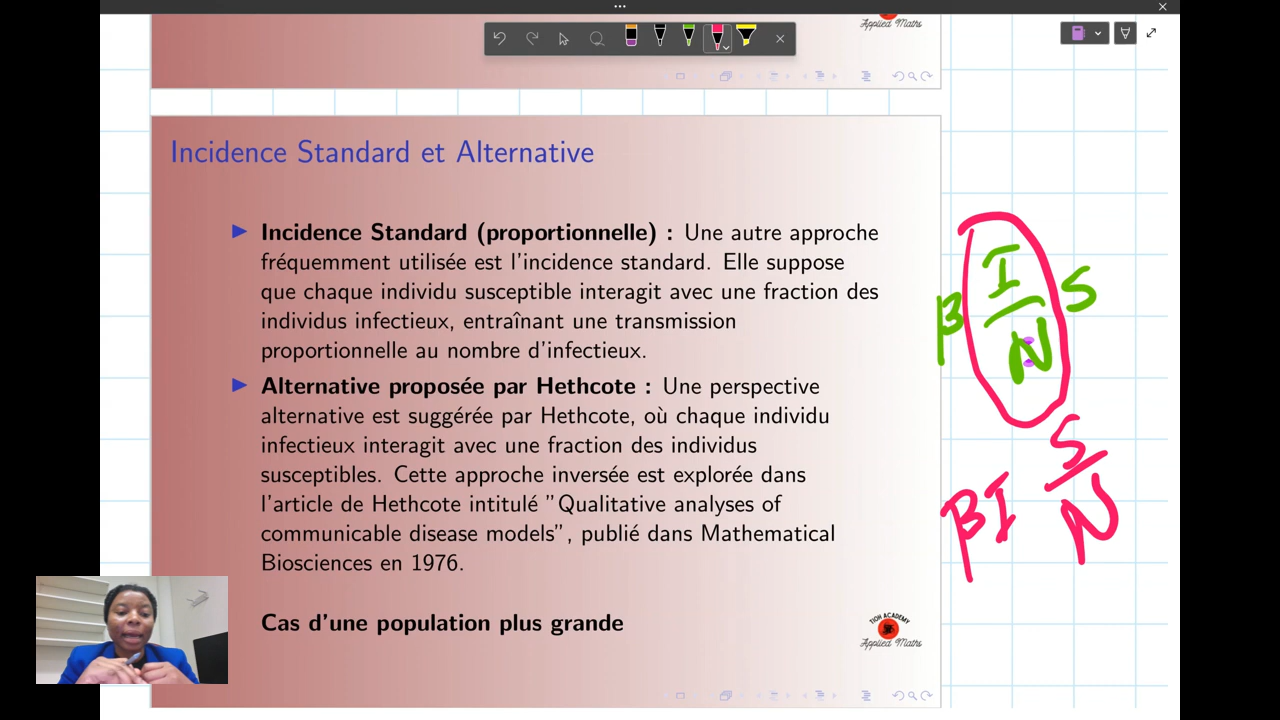 Applied Maths
Incidence Standard et Alternative
Incidence Standard (proportionnelle) : Une autre approche
fréquemment utilisée est l'incidence standard. Elle suppose
que chaque individu susceptible interagit avec une fraction des
individus infectieux, entraînant une transmission
proportionnelle au nombre d'infectieux.
Alternative proposée par Hethcote : Une perspective
alternative est suggérée par Hethcote, où chaque individu
infectieux interagit avec une fraction des individus
susceptibles. Cette approche inversée est explorée dans
l'article de Hethcote intitulé "Qualitative analyses of
communicable disease models", publié dans Mathematical
Biosciences en 1976.
Cas d'une population plus grande
TIOH ACADEMY
Applied Maths
β I/N S
βI S/N